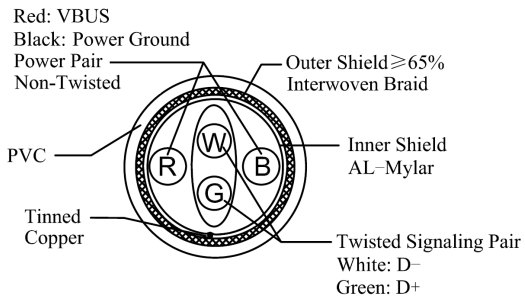 Red: VBUS
Black: Power Ground
Power Pair
Non-Twisted
Outer Shield≥65%
Interwoven Braid
W
R
B
G
PVC
Inner Shield
AL–Mylar
Tinned
Copper
Twisted Signaling Pair
White: D−
Green: D+